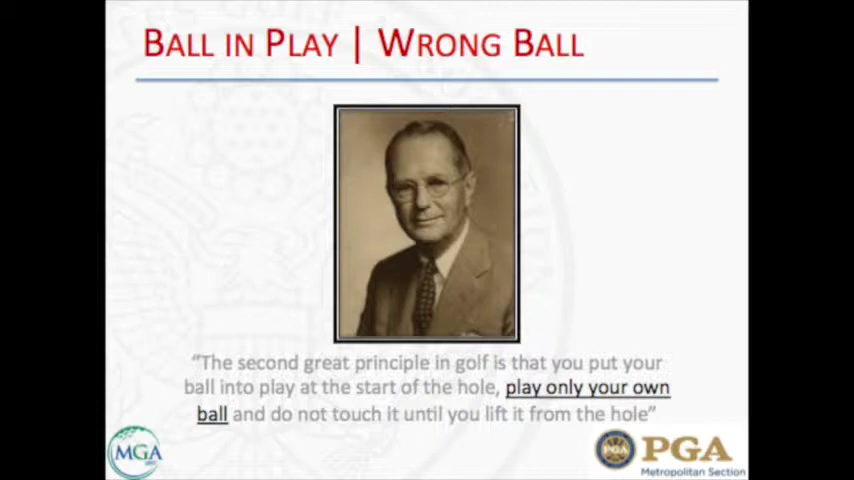 BALL IN PLAY | WRONG BALL
"The second great principle in golf is that you put your
ball into play at the start of the hole, play only your own
ball and do not touch it until you lift it from the hole"
MGA
PGA
Metropolitan Section